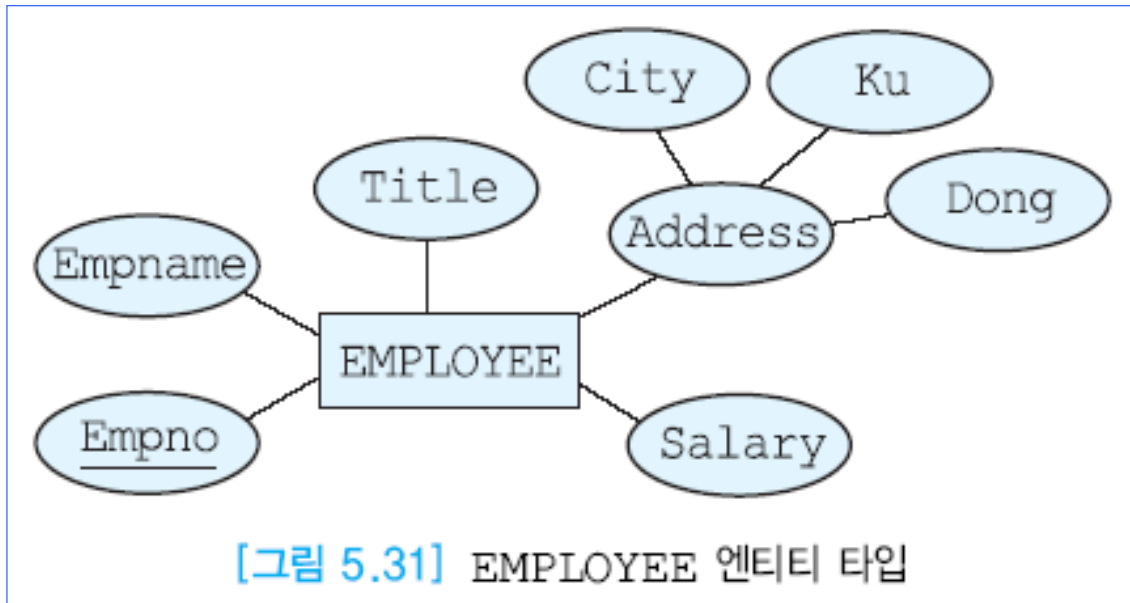 City
Ku
Title
Dong
Address
Empname
EMPLOYEE
Empno
Salary
[그림 5.31] EMPLOYEE 엔티티 타입